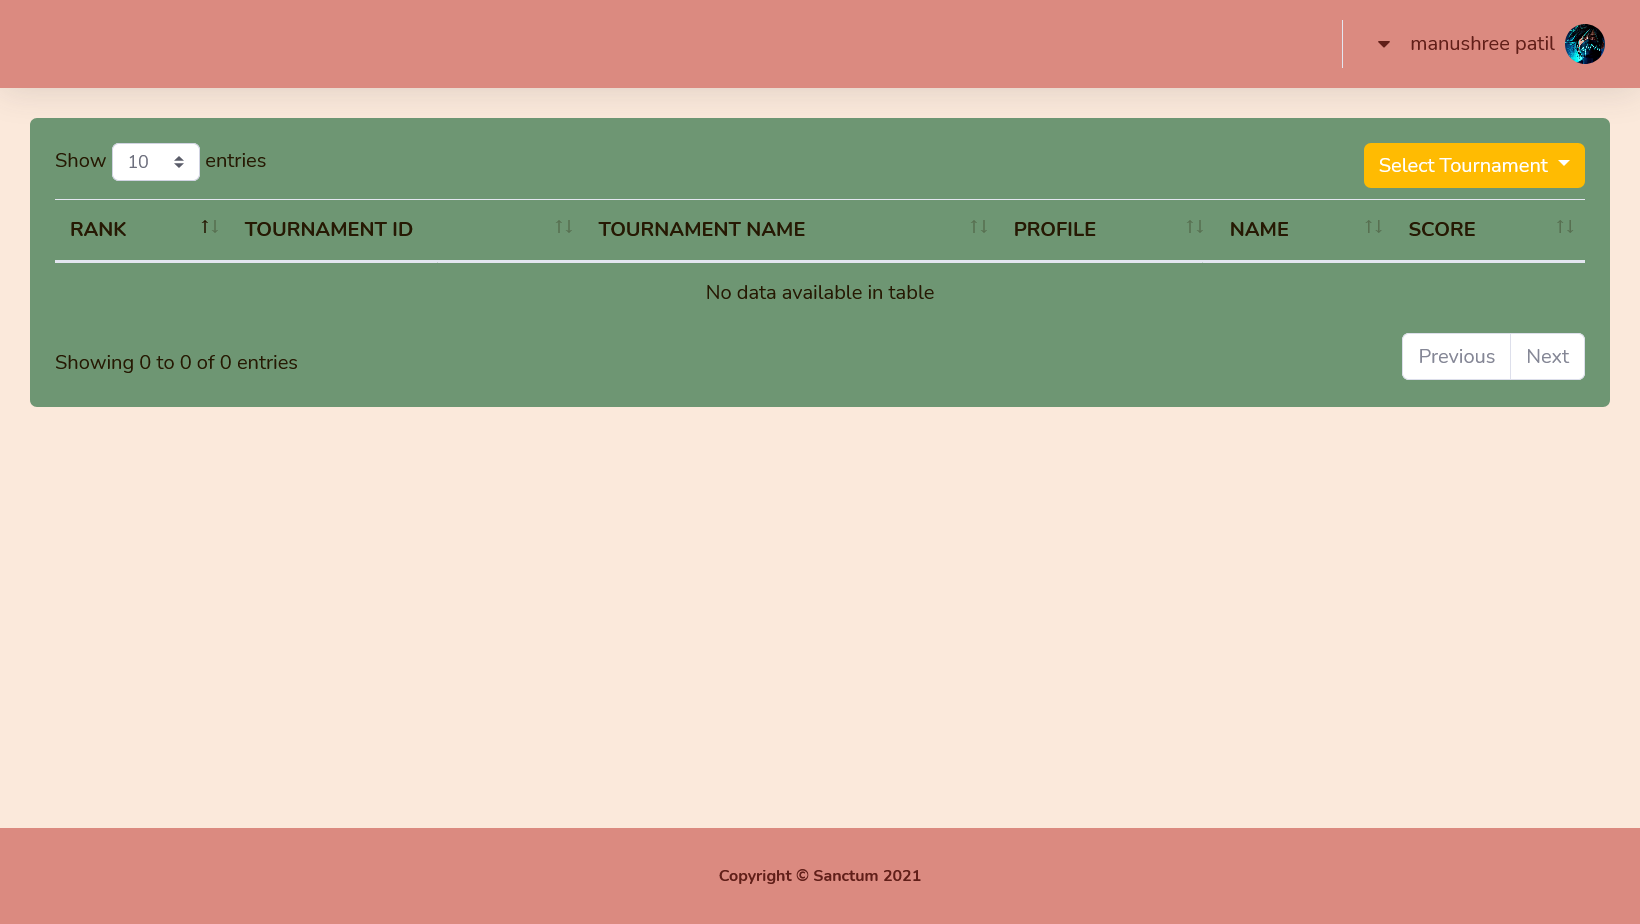 manushree patil
Show 10 entries
Select Tournament
RANK TOURNAMENT ID TOURNAMENT NAME PROFILE NAME SCORE
No data available in table
Showing 0 to 0 of 0 entries
Previous Next
Copyright © Sanctum 2021